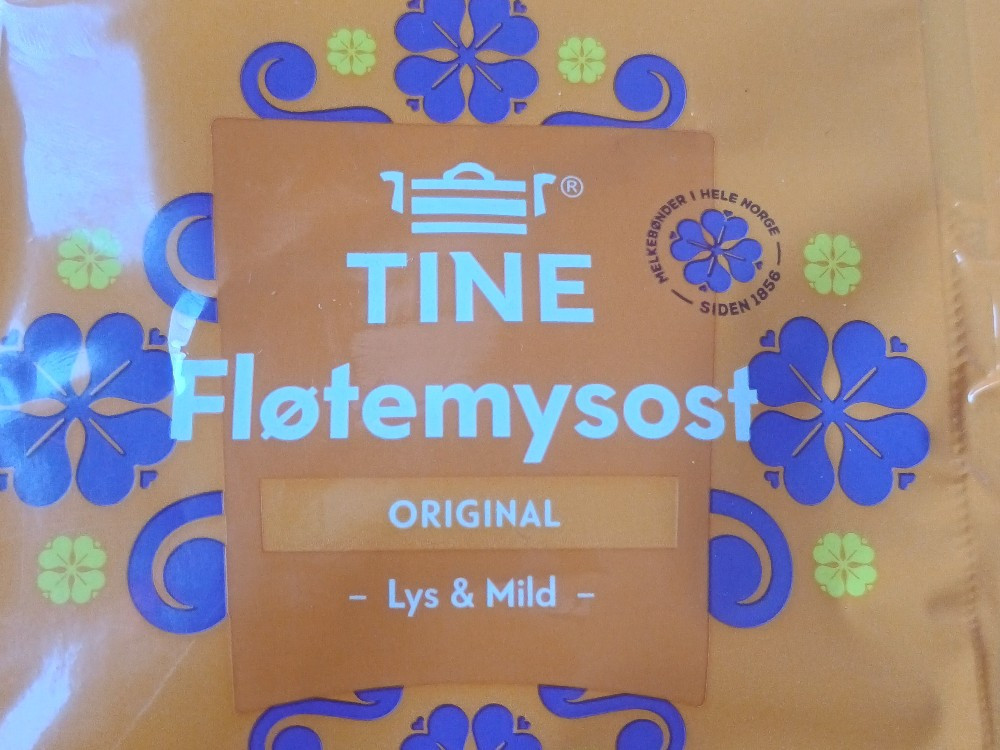 ®
TINE
MELKEBØNDER I HELE NORGE
SIDEN 1856
Fløtemysost
ORIGINAL
– Lys & Mild –